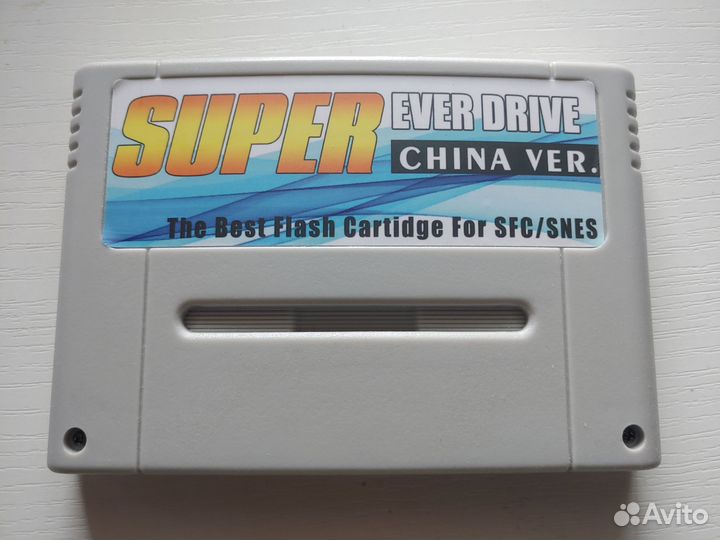 SUPER EVER DRIVE
CHINA VER.
The Best Flash Cartidge For SFC/SNES
Avito